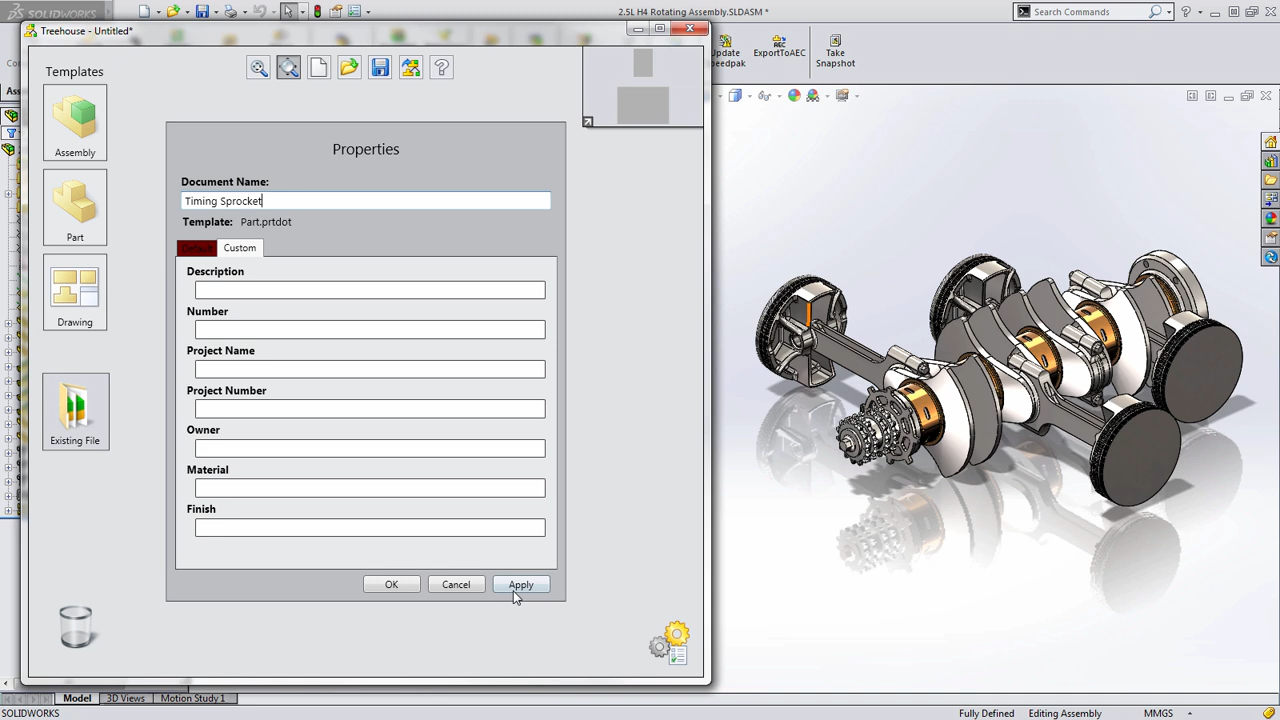 SOLIDWORKS
2.5L H4 Rotating Assembly.SLDASM *
Search Commands
Treehouse - Untitled*
Update
ExportToAEC
Take
Snapshot
Templates
Assembly
Part
Drawing
Existing File
Properties
Document Name:
Timing Sprocket
Template: Part.prtdot
Default Custom
Description
Number
Project Name
Project Number
Owner
Material
Finish
OK Cancel Apply
Model 3D Views Motion Study 1
SOLIDWORKS
Fully Defined Editing Assembly MMGS